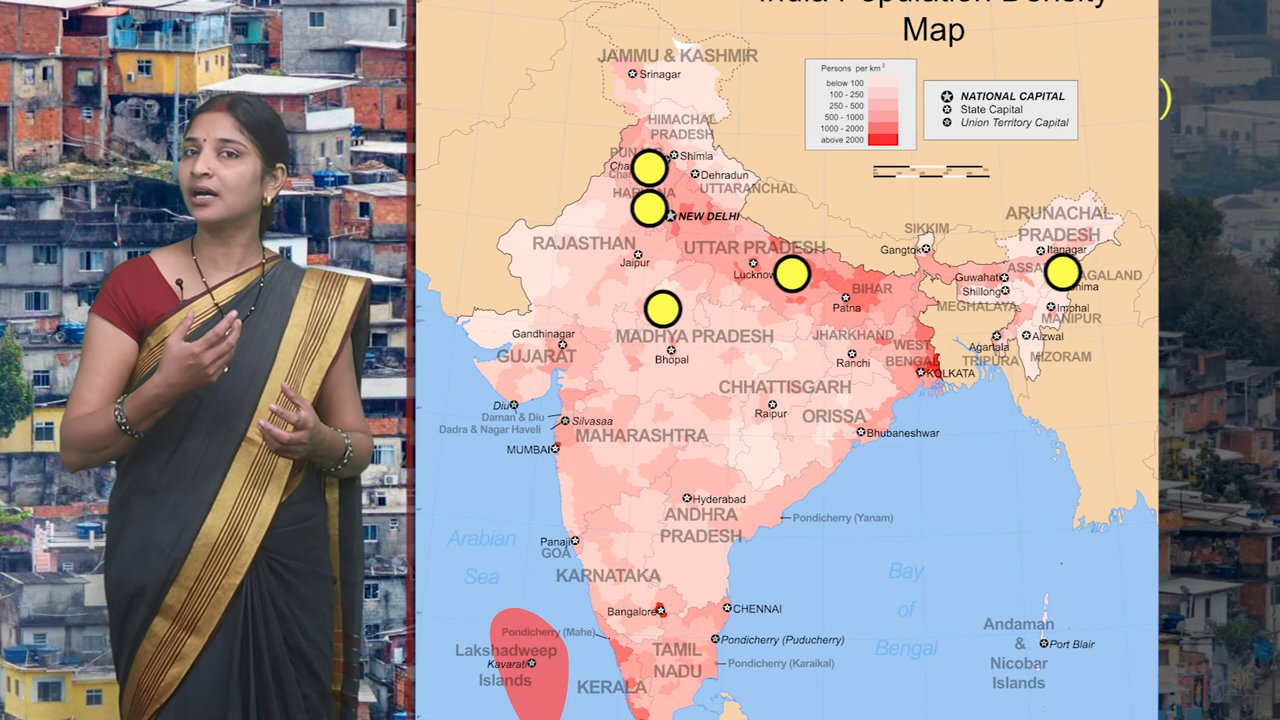 India Population Density
Map
Persons per km²
below 100
100 - 250
250 - 500
500 - 1000
1000 - 2000
above 2000
NATIONAL CAPITAL
State Capital
Union Territory Capital
JAMMU & KASHMIR
Srinagar
HIMACHAL
PRADESH
Shimla
Dehradun
UTTARANCHAL
NEW DELHI
RAJASTHAN
Jaipur
UTTAR PRADESH
SIKKIM
Gangtok
ARUNACHAL
PRADESH
Itanagar
Guwahati
Shillong
MEGHALAYA
Imphal
MANIPUR
BIHAR
Patna
Gandhinagar
GUJARAT
MADHYA PRADESH
Bhopal
JHARKHAND
Ranchi
WEST
BENGAL
KOLKATA
Agartala
TRIPURA
Aizwal
MIZORAM
CHHATTISGARH
Raipur
ORISSA
Bhubaneshwar
Diu
Daman & Diu
Dadra & Nagar Haveli
Silvasaa
MAHARASHTRA
MUMBAI
Hyderabad
ANDHRA
PRADESH
Pondicherry (Yanam)
Panaji
GOA
KARNATAKA
Arabian
Sea
Bay
of
Bengal
Bangalore
CHENNAI
Pondicherry (Mahe)
Pondicherry (Puducherry)
Pondicherry (Karaikal)
Lakshadweep
Kavarati
Islands
TAMIL
NADU
KERALA
Andaman
&
Nicobar
Islands
Port Blair